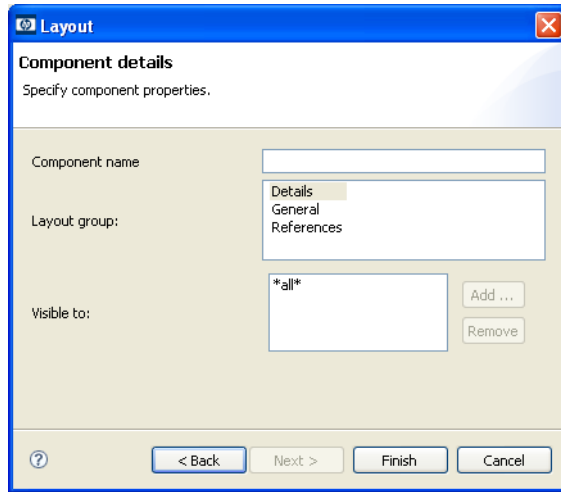 Layout
Component details
Specify component properties.
Component name
Layout group:
Details
General
References
Visible to:
*all*
Add ...
Remove
?
< Back
Next >
Finish
Cancel